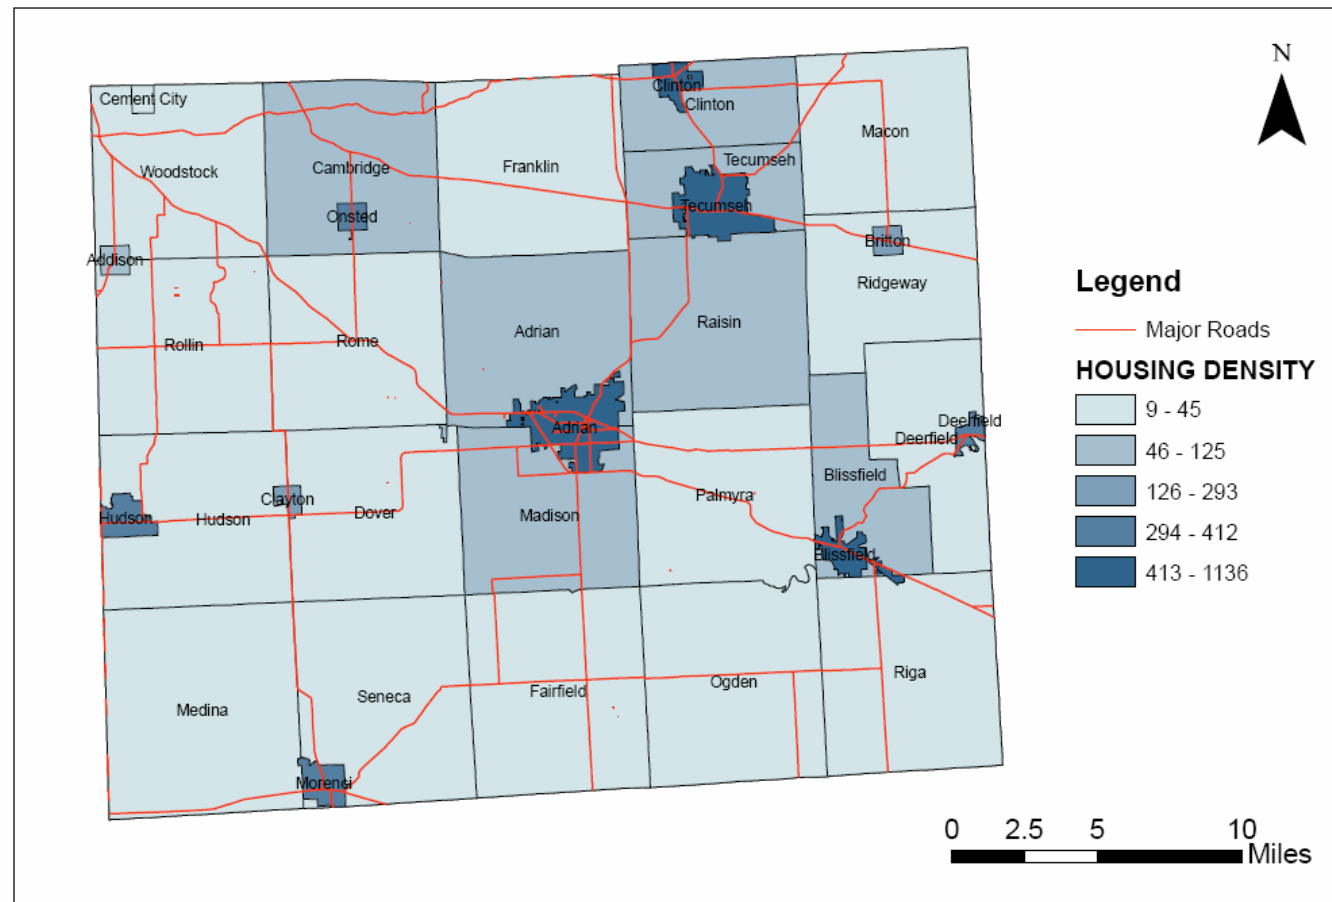 N
Clinton
Cement City
Clinton
Macon
Tecumseh
Franklin
Cambridge
Woodstock
Tecumseh
Onsted
Britton
Addison
Ridgeway
Legend
Raisin
Major Roads
Adrian
Rome
Rollin
HOUSING DENSITY
9 - 45
Deerfield
Adrian
Deerfield
46 - 125
Blissfield
126 - 293
Palmyra
Clayton
Dover
Madison
Hudson
Hudson
294 - 412
Blissfield
413 - 1136
Riga
Ogden
Fairfield
Seneca
Medina
Morenci
0 2.5 5 10
Miles